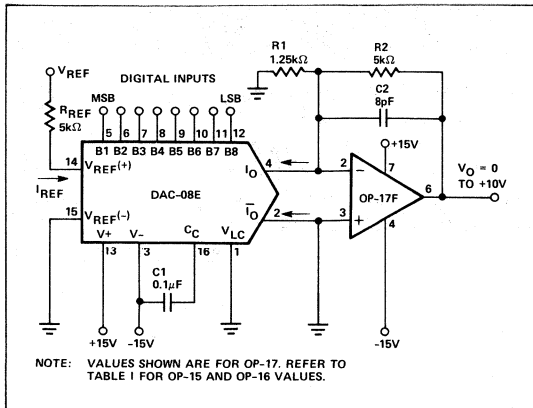 R1
1.25kΩ
R2
5kΩ
C2
8pF
VREF
DIGITAL INPUTS
RREF
5kΩ
MSB
LSB
5 6 7 8 9 10 11 12
B1 B2 B3 B4 B5 B6 B7 B8
14
VREF(+)
IREF
DAC-08E
IO
4
+15V
2
−
7
OP-17F
6
VO = 0
TO +10V
15
VREF(−)
IO
2
3
+
4
V+
V−
CC
VLC
13
3
16
1
C1
0.1μF
+15V
-15V
-15V
NOTE: VALUES SHOWN ARE FOR OP-17. REFER TO
TABLE I FOR OP-15 AND OP-16 VALUES.